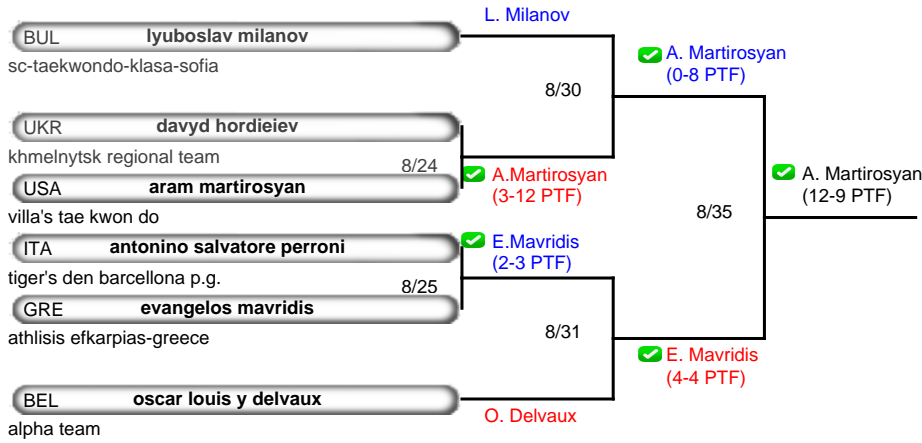 L. Milanov
BUL lyuboslav milanov
sc-taekwondo-klasa-sofia
8/30
A. Martirosyan
(0-8 PTF)
UKR davyd hordieiev
khmelnytsk regional team
8/24
USA aram martirosyan
villa's tae kwon do
A.Martirosyan
(3-12 PTF)
8/35
A. Martirosyan
(12-9 PTF)
ITA antonino salvatore perroni
tiger's den barcellona p.g.
8/25
E.Mavridis
(2-3 PTF)
GRE evangelos mavridis
athlisis efkarpias-greece
8/31
E. Mavridis
(4-4 PTF)
BEL oscar louis y delvaux
alpha team
O. Delvaux